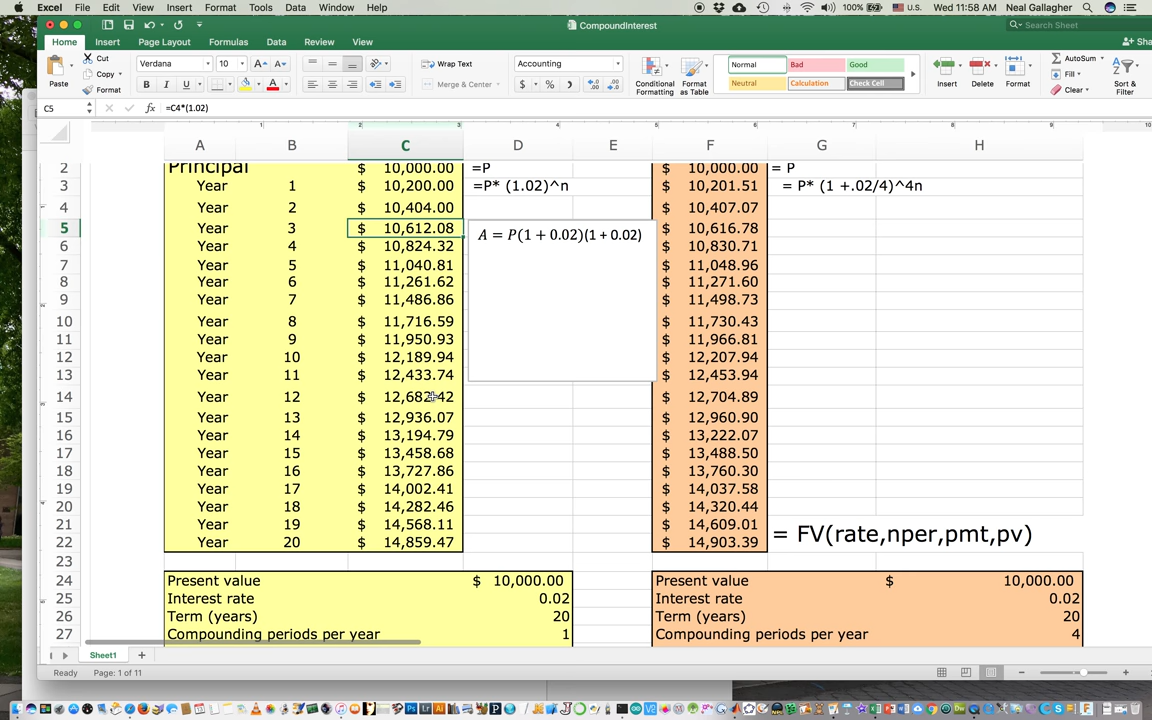 Excel File Edit View Insert Format Tools Data Window Help 100% U.S. Wed 11:58 AM Neal Gallagher
CompoundInterest
Search Sheet
Home Insert Page Layout Formulas Data Review View
Paste Cut Copy Format
Verdana 10
Wrap Text
Merge & Center
Accounting
Conditional Formatting
Format as Table
Normal Bad Good
Neutral Calculation Check Cell
Insert Delete Format
AutoSum Fill Clear
Sort & Filter
C5 fx =C4*(1.02)
A B C D E F G H
2 Principal $ 10,000.00 =P $ 10,000.00 = P
3 Year 1 $ 10,200.00 =P* (1.02)^n $ 10,201.51 = P* (1 +.02/4)^4n
4 Year 2 $ 10,404.00 $ 10,407.07
5 Year 3 $ 10,612.08 A = P(1 + 0.02)(1 + 0.02) $ 10,616.78
6 Year 4 $ 10,824.32 $ 10,830.71
7 Year 5 $ 11,040.81 $ 11,048.96
8 Year 6 $ 11,261.62 $ 11,271.60
9 Year 7 $ 11,486.86 $ 11,498.73
10 Year 8 $ 11,716.59 $ 11,730.43
11 Year 9 $ 11,950.93 $ 11,966.81
12 Year 10 $ 12,189.94 $ 12,207.94
13 Year 11 $ 12,433.74 $ 12,453.94
14 Year 12 $ 12,682.42 $ 12,704.89
15 Year 13 $ 12,936.07 $ 12,960.90
16 Year 14 $ 13,194.79 $ 13,222.07
17 Year 15 $ 13,458.68 $ 13,488.50
18 Year 16 $ 13,727.86 $ 13,760.30
19 Year 17 $ 14,002.41 $ 14,037.58
20 Year 18 $ 14,282.46 $ 14,320.44
21 Year 19 $ 14,568.11 $ 14,609.01 = FV(rate,nper,pmt,pv)
22 Year 20 $ 14,859.47 $ 14,903.39
23
24 Present value $ 10,000.00 Present value $ 10,000.00
25 Interest rate 0.02 Interest rate 0.02
26 Term (years) 20 Term (years) 20
27 Compounding periods per year 1 Compounding periods per year 4
Sheet1
Ready Page: 1 of 11